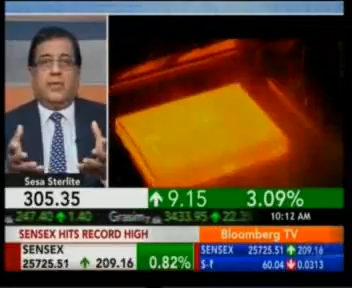 Sesa Sterlite
305.35 9.15 3.09%
247.40 1.40 Grasim 3433.95 22.35 10:12 AM
SENSEX HITS RECORD HIGH Bloomberg TV
SENSEX SENSEX 25725.51 209.16
25725.51 209.16 0.82% $-₹ 60.04 0.0313